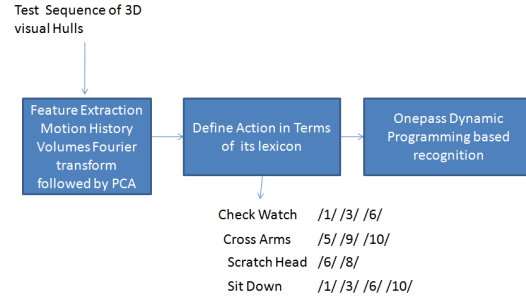 Test Sequence of 3D
visual Hulls
Feature Extraction
Motion History
Volumes Fourier
transform
followed by PCA
Define Action in Terms
of its lexicon
Onepass Dynamic
Programming based
recognition
Check Watch /1/ /3/ /6/
Cross Arms /5/ /9/ /10/
Scratch Head /6/ /8/
Sit Down /1/ /3/ /6/ /10/